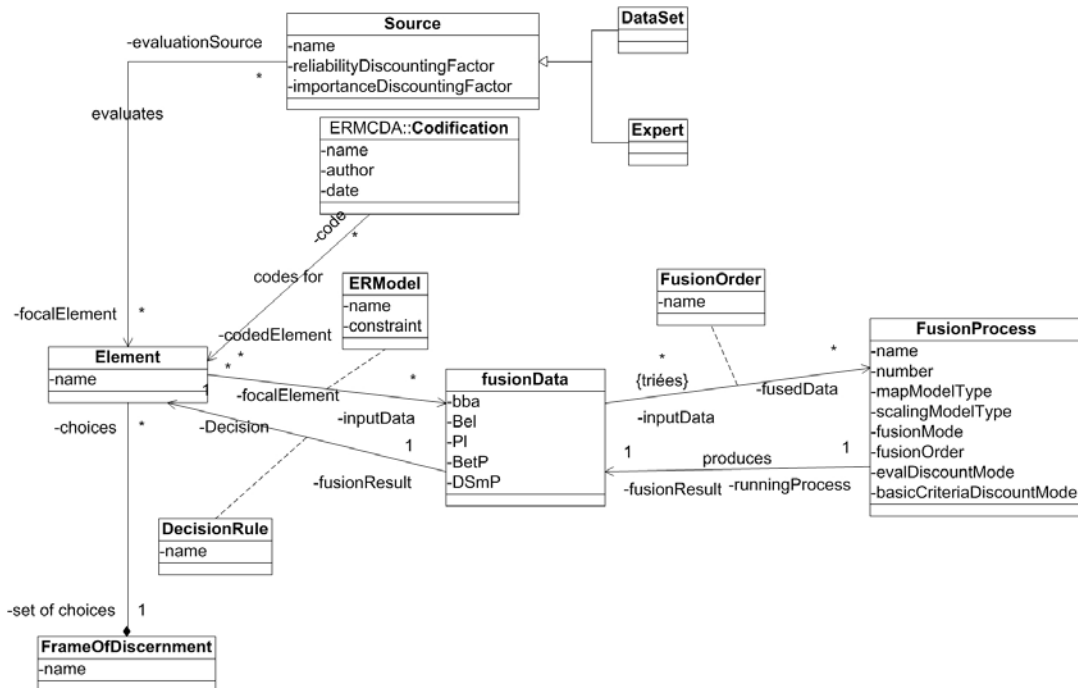 Source
-name
-reliabilityDiscountingFactor
-importanceDiscountingFactor
DataSet
Expert
-evaluationSource
*
evaluates
ERMCDA::Codification
-name
-author
-date
-code
*
codes for
-codedElement
*
-focalElement
*
ERModel
-name
-constraint
FusionOrder
-name
Element
-name
1
*
-focalElement
*
-inputData
-Decision
1
-fusionResult
fusionData
-bba
-Bel
-Pl
-BetP
-DSmP
*
{triées}
-inputData
*
-fusedData
FusionProcess
-name
-number
-mapModelType
-scalingModelType
-fusionMode
-fusionOrder
-evalDiscountMode
-basicCriteriaDiscountMode
1
produces
1
-fusionResult
-runningProcess
DecisionRule
-name
-choices
*
-set of choices
1
FrameOfDiscernment
-name